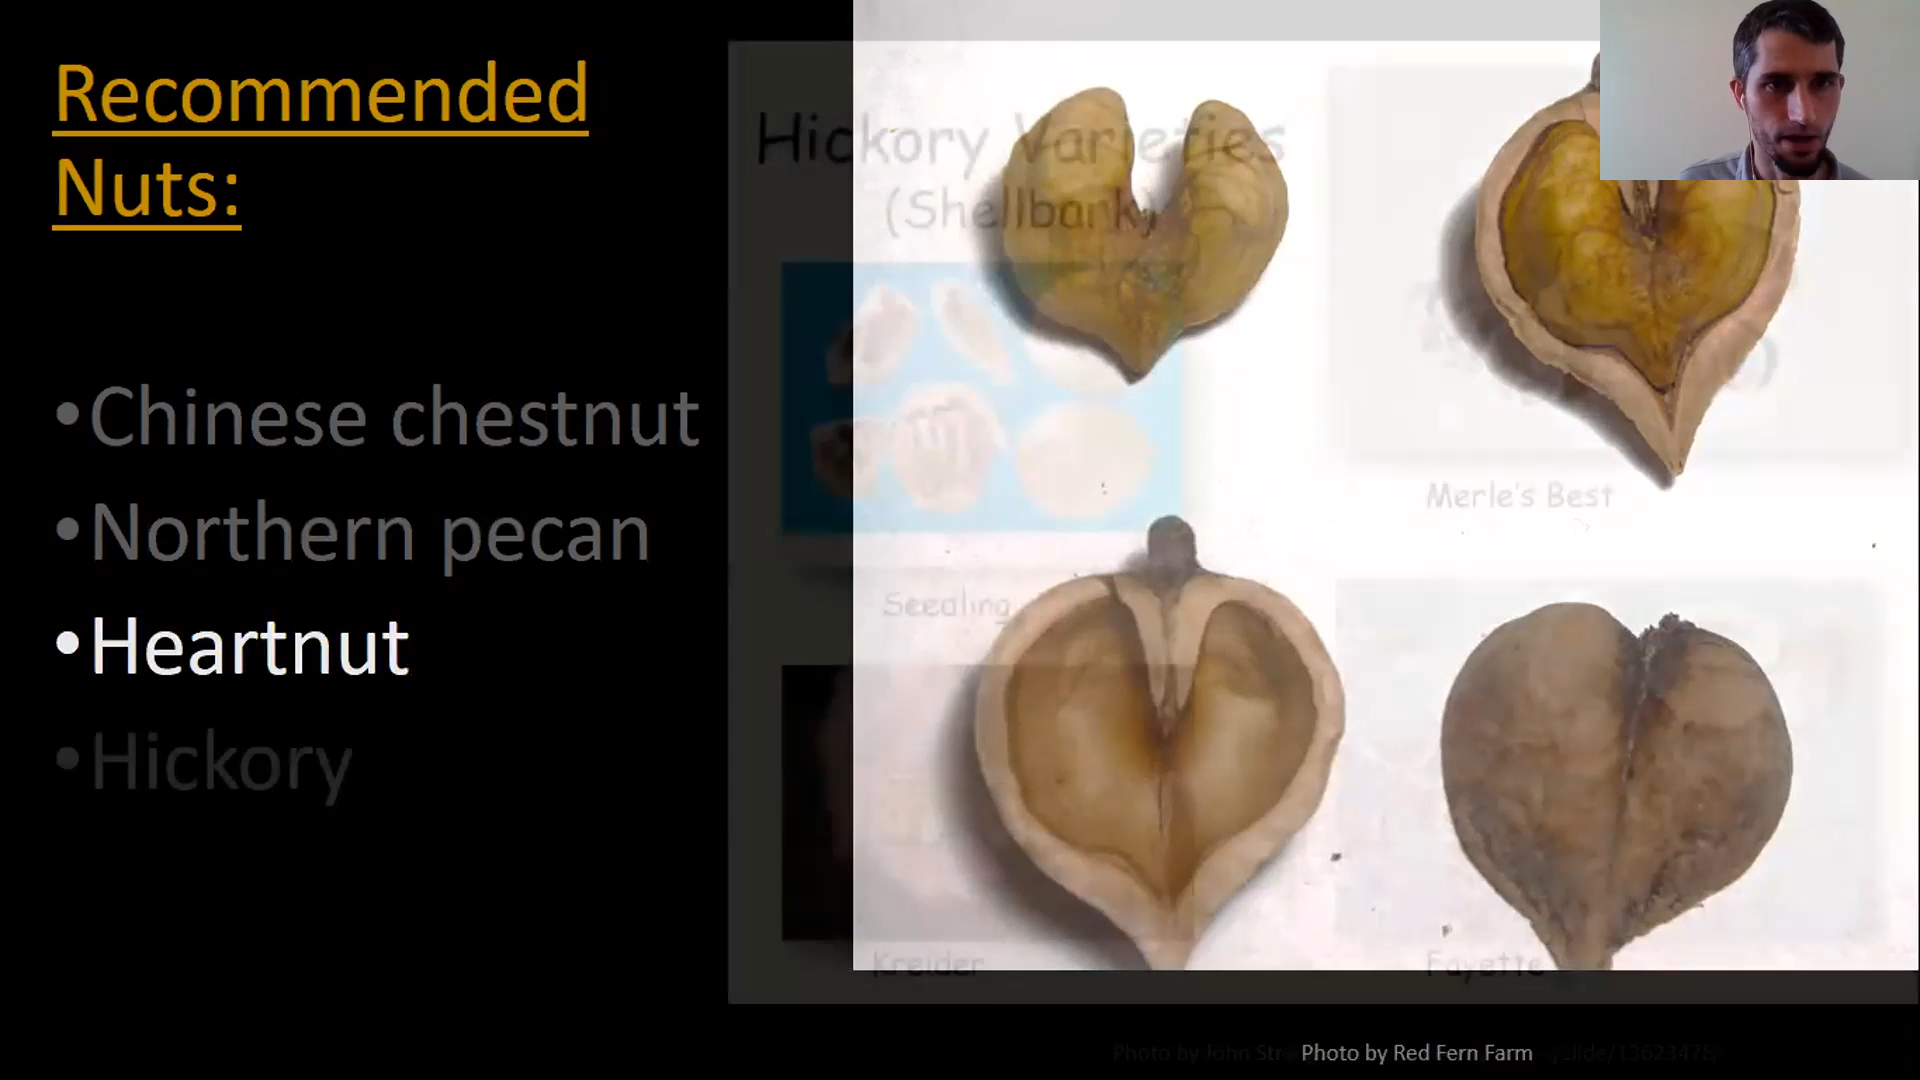 Recommended
Nuts:
•Chinese chestnut
•Northern pecan
•Heartnut
•Hickory
Hickory Varieties
(Shellbark)
Merle's Best
Seedling
Kreider
Fayette
Photo by John
Photo by Red Fern Farm